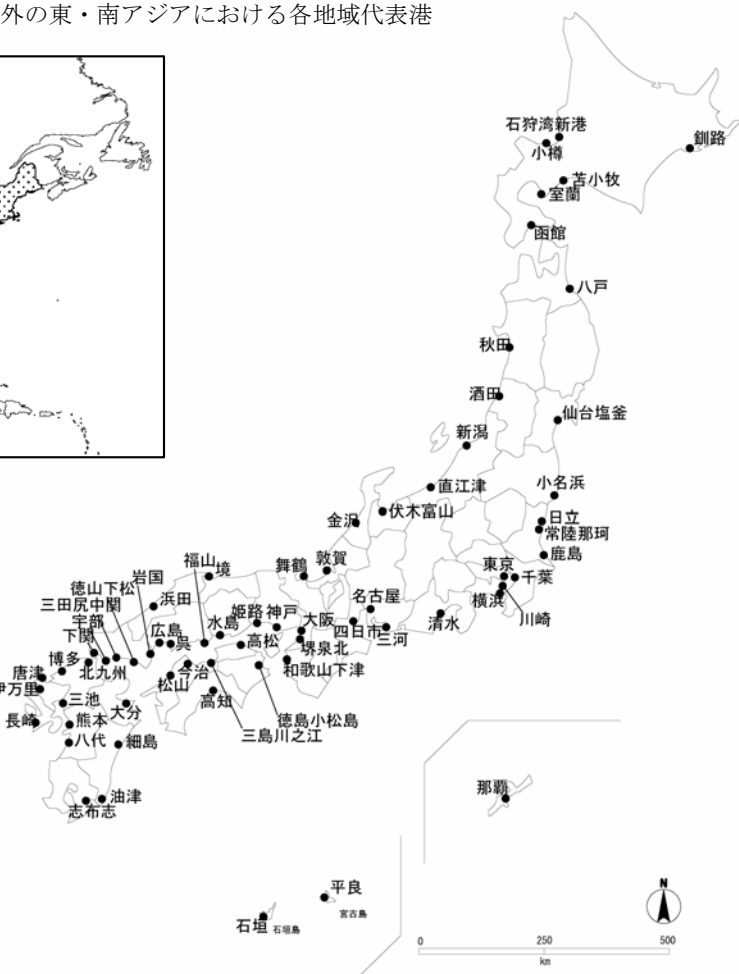 外の東・南アジアにおける各地域代表港
石狩湾新港
小樽
釧路
苫小牧
室蘭
函館
八戸
秋田
酒田
仙台塩釜
新潟
直江津
小名浜
伏木富山
金沢
日立
常陸那珂
鹿島
福山
境
舞鶴
敦賀
東京
千葉
岩国
徳山下松
三田尻中関
浜田
名古屋
横浜
川崎
宇部
下関
広島
呉
水島
姫路
神戸
大阪
四日市
三河
清水
博多
北九州
高松
堺泉北
唐津
伊万里
今治
松山
和歌山下津
三池
大分
高知
徳島小松島
長崎
熊本
三島川之江
八代
細島
油津
志布志
那覇
平良
宮古島
石垣
石垣島
N
0
250
500
km